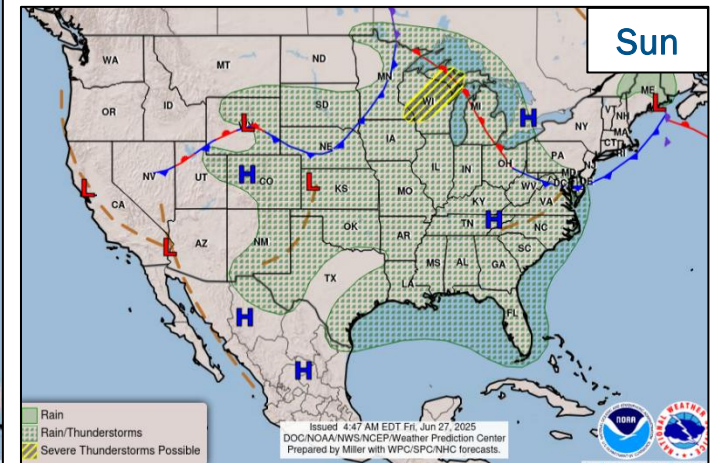 Sun
WA
MT
ND
MN
OR
ID
SD
WI
MI
ME
L
H
VT
NH
NY
MA
CT
RI
L
NE
IA
PA
NJ
OH
NV
UT
H
CO
L
KS
MO
IL
IN
WV
MD
DC
DE
VA
KY
L
CA
H
TN
NC
L
AZ
NM
OK
AR
SC
MS
AL
GA
TX
LA
FL
H
H
Rain
Rain/Thunderstorms
Severe Thunderstorms Possible
Issued 4:47 AM EDT Fri, Jun 27, 2025
DOC/NOAA/NWS/NCEP/Weather Prediction Center
Prepared by Miller with WPC/SPC/NHC forecasts.
NOAA
NATIONAL WEATHER